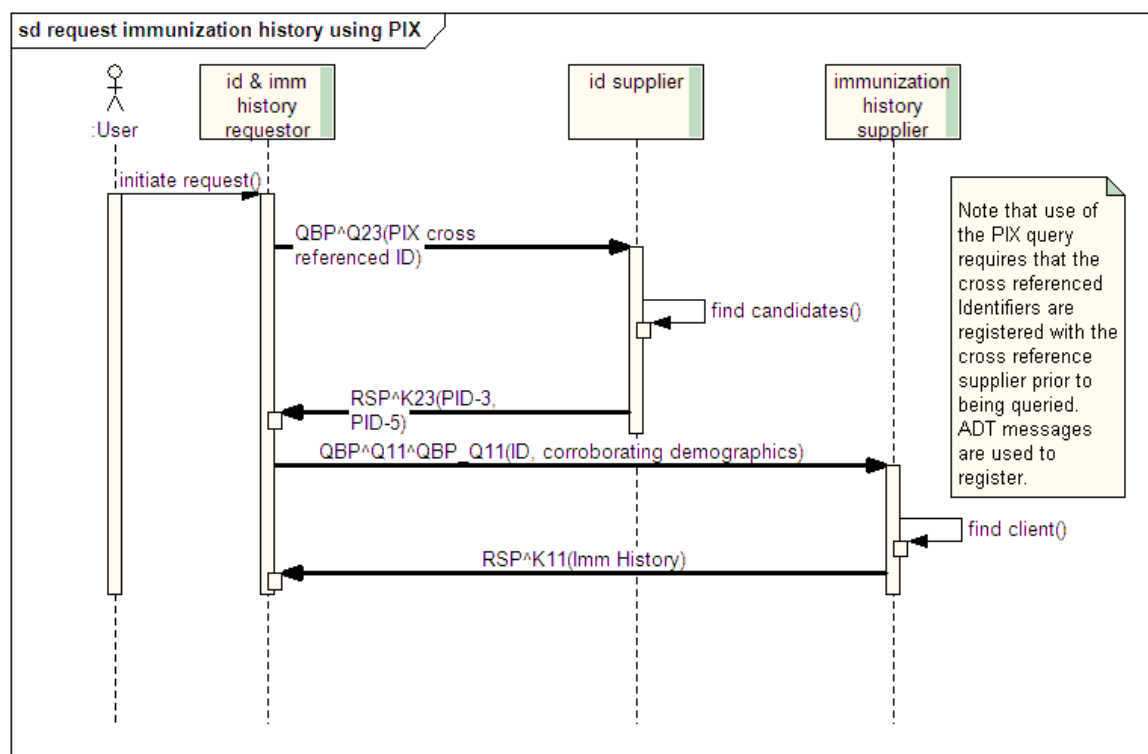 sd request immunization history using PIX
:User
id & imm
history
requestor
id supplier
immunization
history
supplier
initiate request()
QBP^Q23(PIX cross
referenced ID)
find candidates()
RSP^K23(PID-3,
PID-5)
QBP^Q11^QBP_Q11(ID, corroborating demographics)
find client()
RSP^K11(Imm History)
Note that use of
the PIX query
requires that the
cross referenced
Identifiers are
registered with the
cross reference
supplier prior to
being queried.
ADT messages
are used to
register.